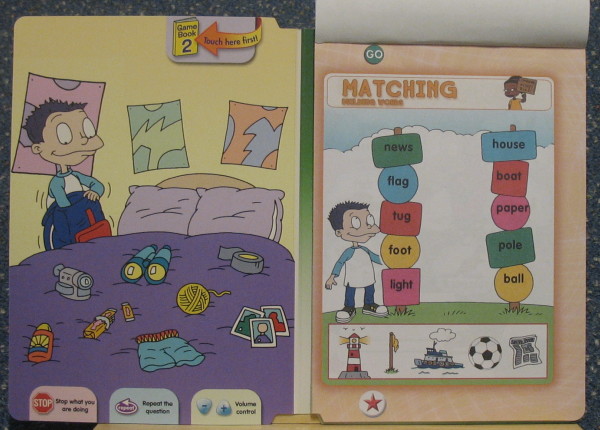 Game
Book
2
Touch here first!
STOP
Stop what you
are doing
repeat
Repeat the
question
Volume
control
GO
MATCHING
BUILDING WORDS
news
flag
tug
foot
light
house
boat
paper
pole
ball